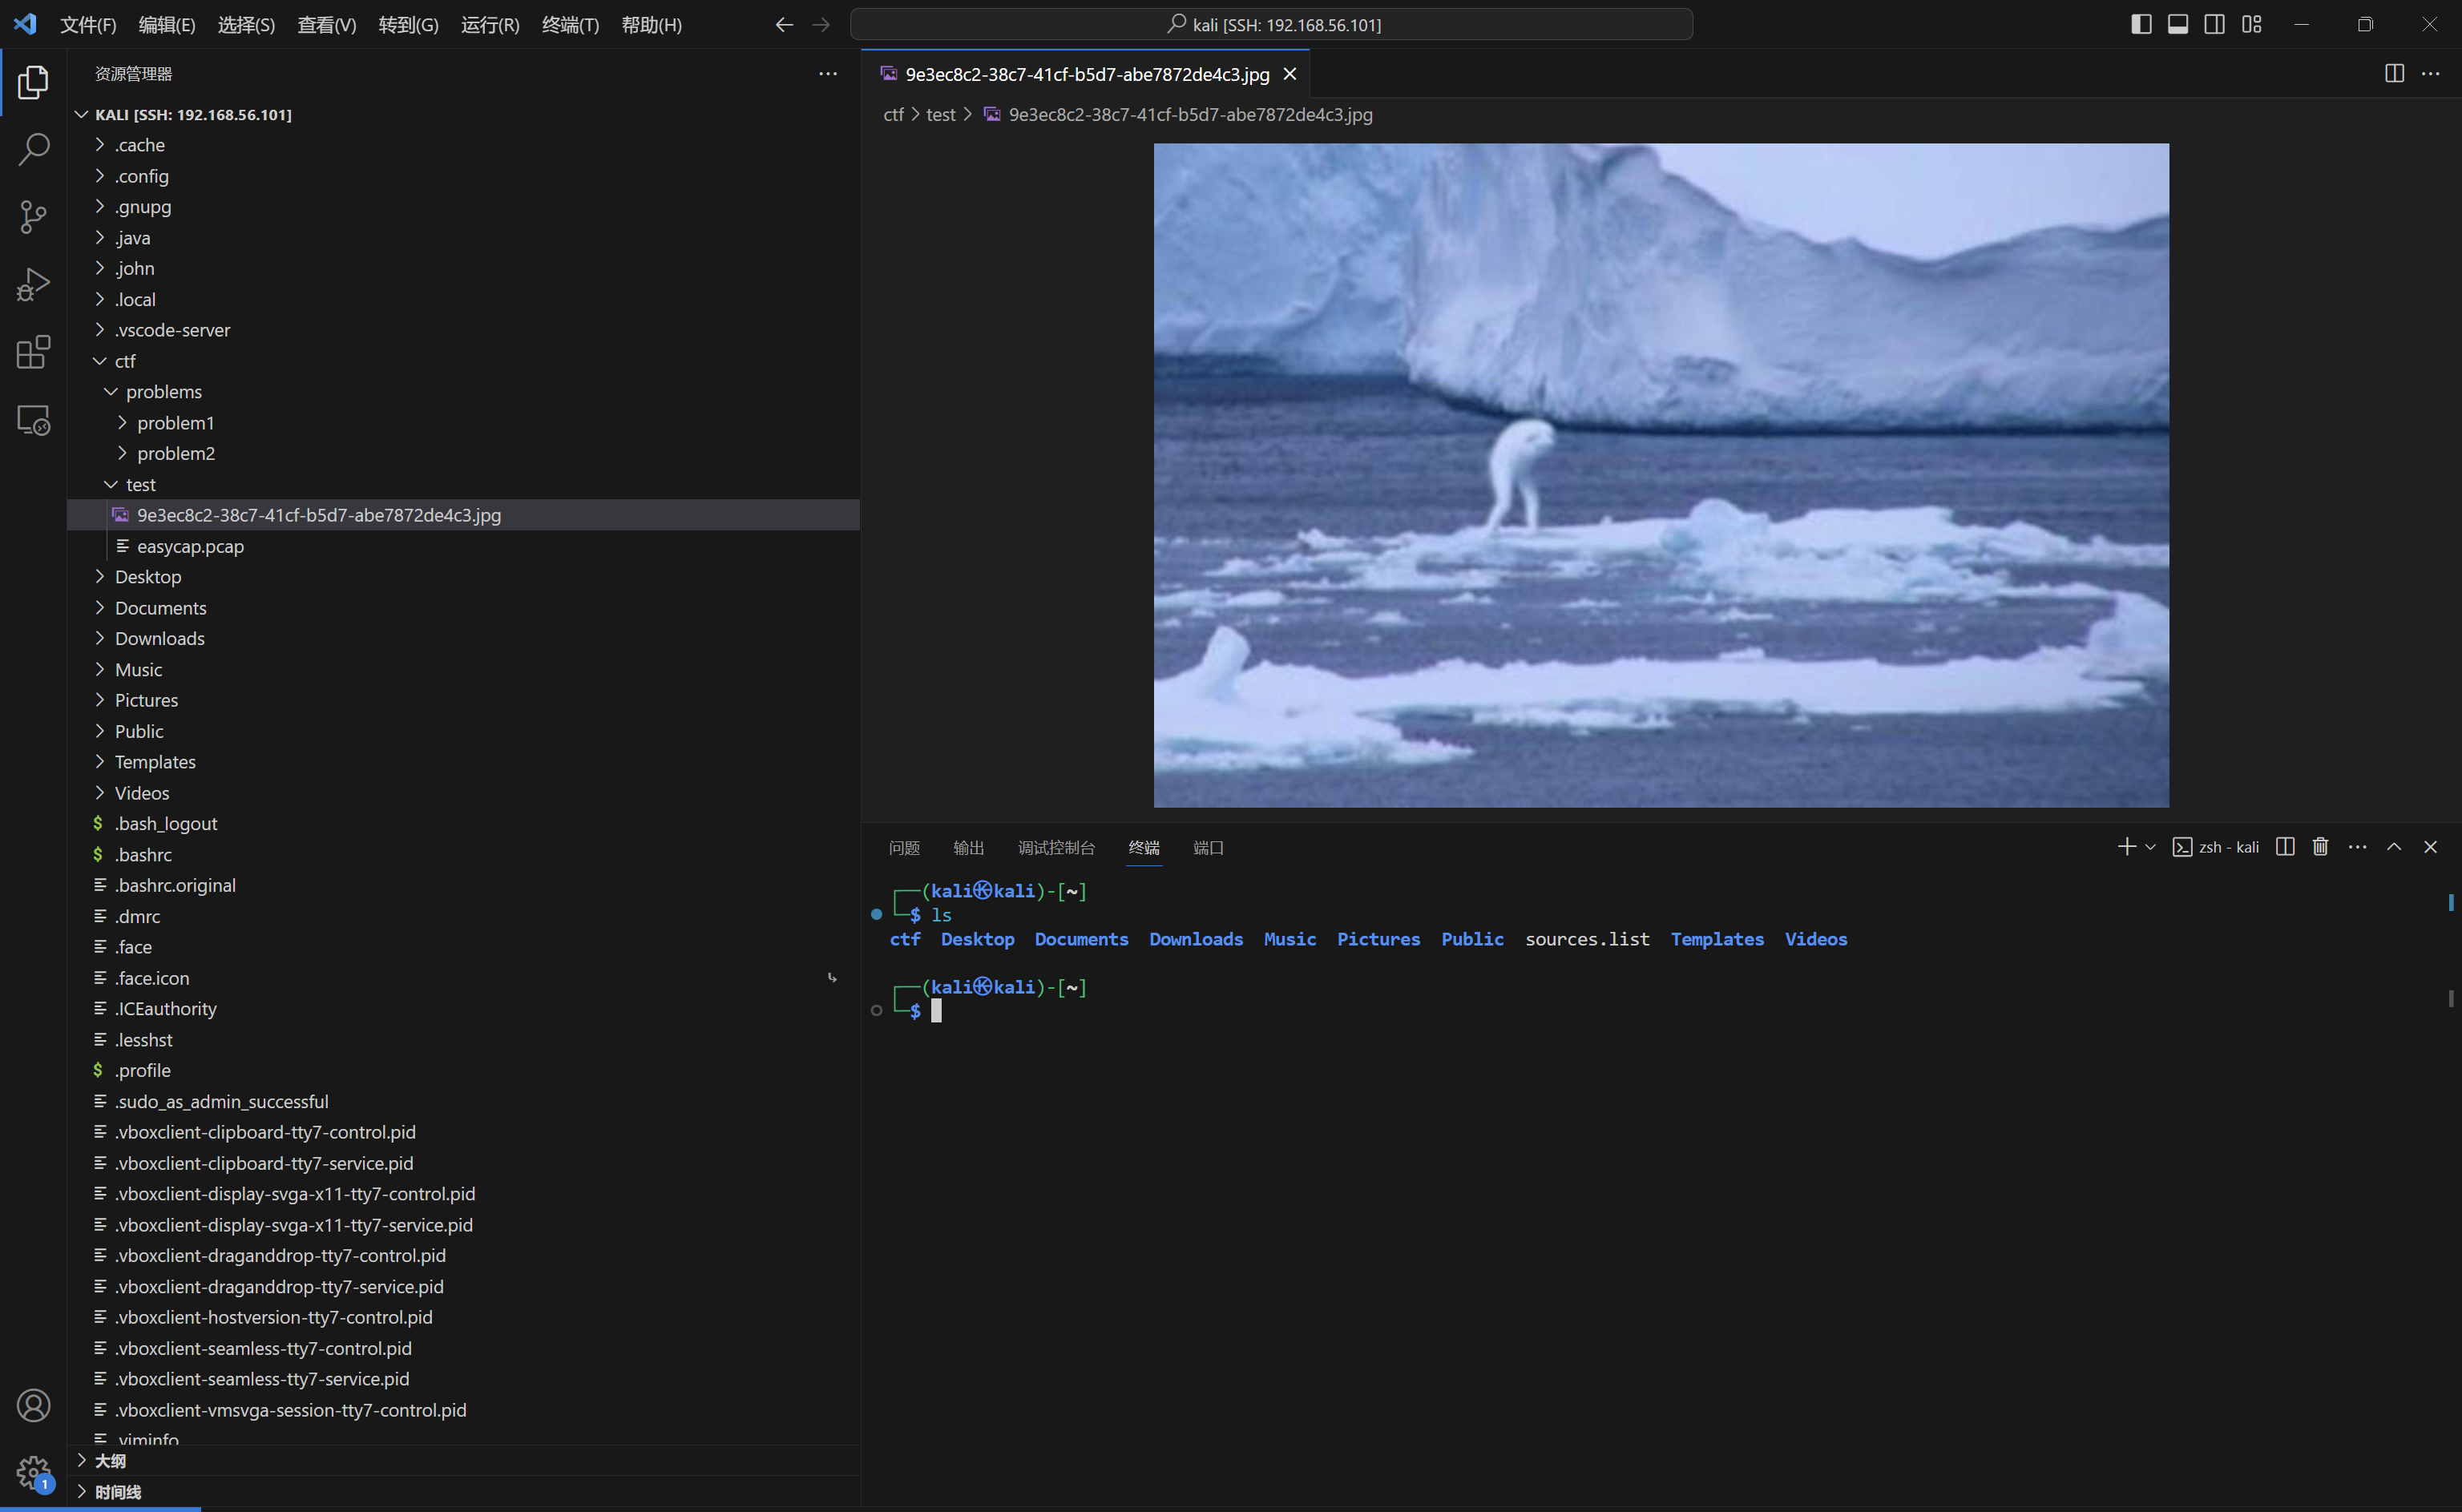 文件(F) 编辑(E) 选择(S) 查看(V) 转到(G) 运行(R) 终端(T) 帮助(H)
kali [SSH: 192.168.56.101]
资源管理器
KALI [SSH: 192.168.56.101]
.cache
.config
.gnupg
.java
.john
.local
.vscode-server
ctf
problems
problem1
problem2
test
9e3ec8c2-38c7-41cf-b5d7-abe7872de4c3.jpg
easycap.pcap
Desktop
Documents
Downloads
Music
Pictures
Public
Templates
Videos
$ .bash_logout
$ .bashrc
.bashrc.original
.dmrc
.face
.face.icon
.ICEauthority
.lesshst
$ .profile
.sudo_as_admin_successful
.vboxclient-clipboard-tty7-control.pid
.vboxclient-clipboard-tty7-service.pid
.vboxclient-display-svga-x11-tty7-control.pid
.vboxclient-display-svga-x11-tty7-service.pid
.vboxclient-draganddrop-tty7-control.pid
.vboxclient-draganddrop-tty7-service.pid
.vboxclient-hostversion-tty7-control.pid
.vboxclient-seamless-tty7-control.pid
.vboxclient-seamless-tty7-service.pid
.vboxclient-vmsvga-session-tty7-control.pid
.viminfo
大纲
时间线
1
9e3ec8c2-38c7-41cf-b5d7-abe7872de4c3.jpg
ctf > test > 9e3ec8c2-38c7-41cf-b5d7-abe7872de4c3.jpg
问题 输出 调试控制台 终端 端口
zsh - kali
┌──(kali㉿kali)-[~]
└─$ ls
ctf Desktop Documents Downloads Music Pictures Public sources.list Templates Videos
┌──(kali㉿kali)-[~]
└─$